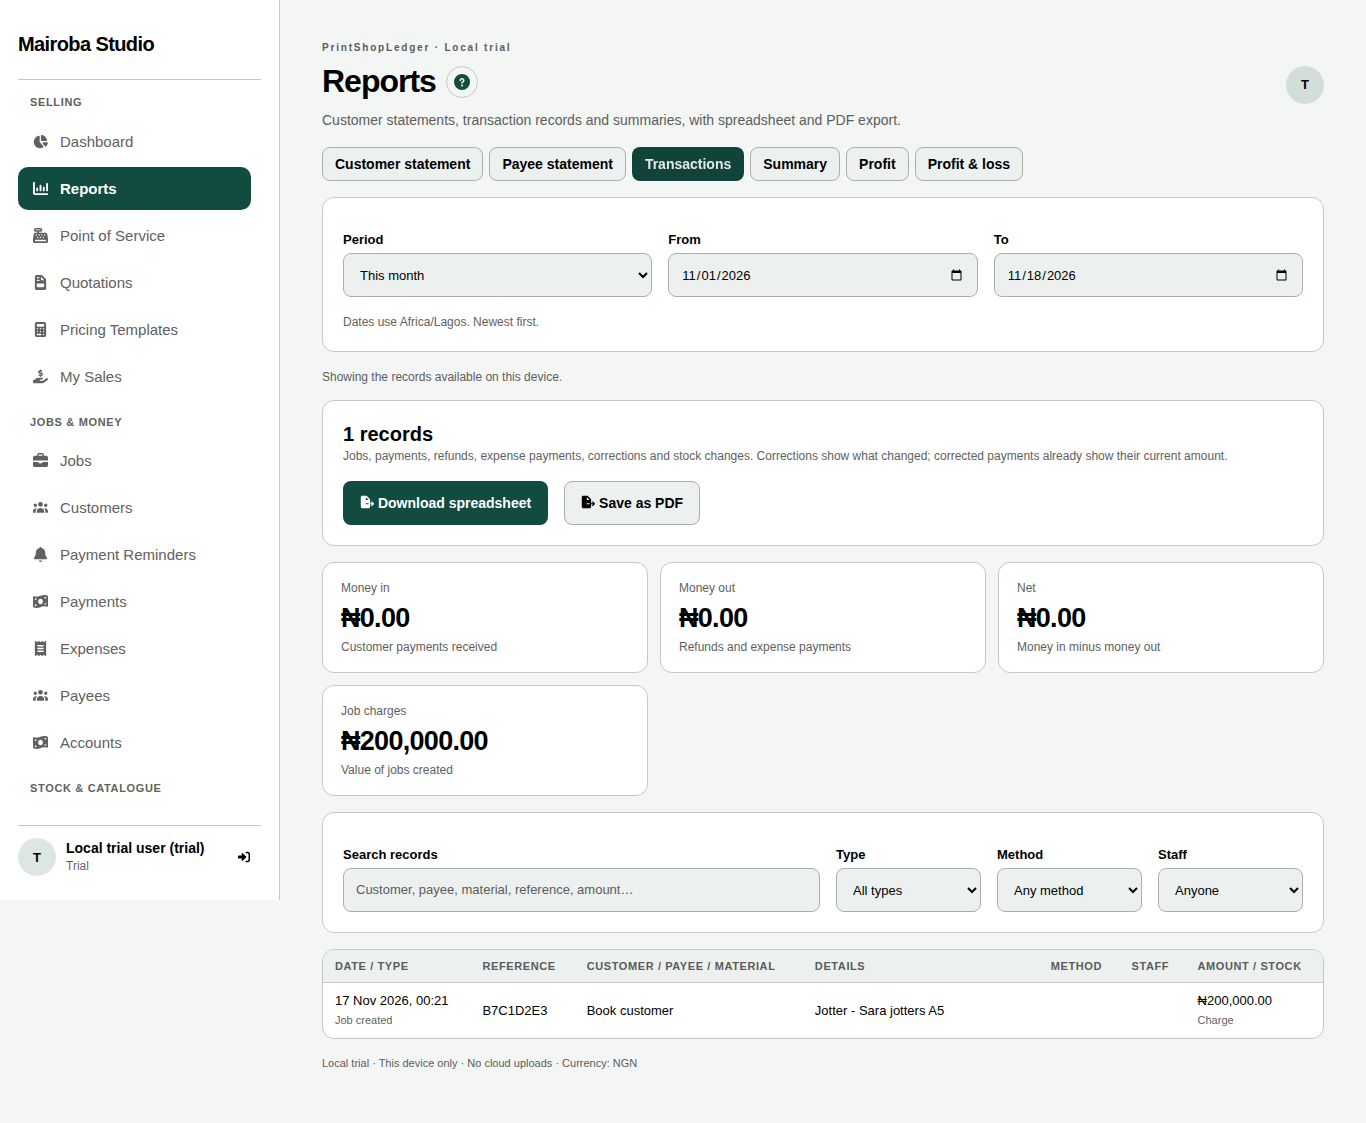 Mairoba Studio
SELLING
Dashboard
Reports
Point of Service
Quotations
Pricing Templates
My Sales
JOBS & MONEY
Jobs
Customers
Payment Reminders
Payments
Expenses
Payees
Accounts
STOCK & CATALOGUE
T
Local trial user (trial)
Trial
PrintShopLedger · Local trial
Reports ?
T
Customer statements, transaction records and summaries, with spreadsheet and PDF export.
Customer statement Payee statement Transactions Summary Profit Profit & loss
Period From To
This month 11/01/2026 11/18/2026
Dates use Africa/Lagos. Newest first.
Showing the records available on this device.
1 records
Jobs, payments, refunds, expense payments, corrections and stock changes. Corrections show what changed; corrected payments already show their current amount.
Download spreadsheet Save as PDF
Money in Money out Net
₦0.00 ₦0.00 ₦0.00
Customer payments received Refunds and expense payments Money in minus money out
Job charges
₦200,000.00
Value of jobs created
Search records Type Method Staff
Customer, payee, material, reference, amount… All types Any method Anyone
DATE / TYPE REFERENCE CUSTOMER / PAYEE / MATERIAL DETAILS METHOD STAFF AMOUNT / STOCK
17 Nov 2026, 00:21 B7C1D2E3 Book customer Jotter - Sara jotters A5 ₦200,000.00
Job created Charge
Local trial · This device only · No cloud uploads · Currency: NGN